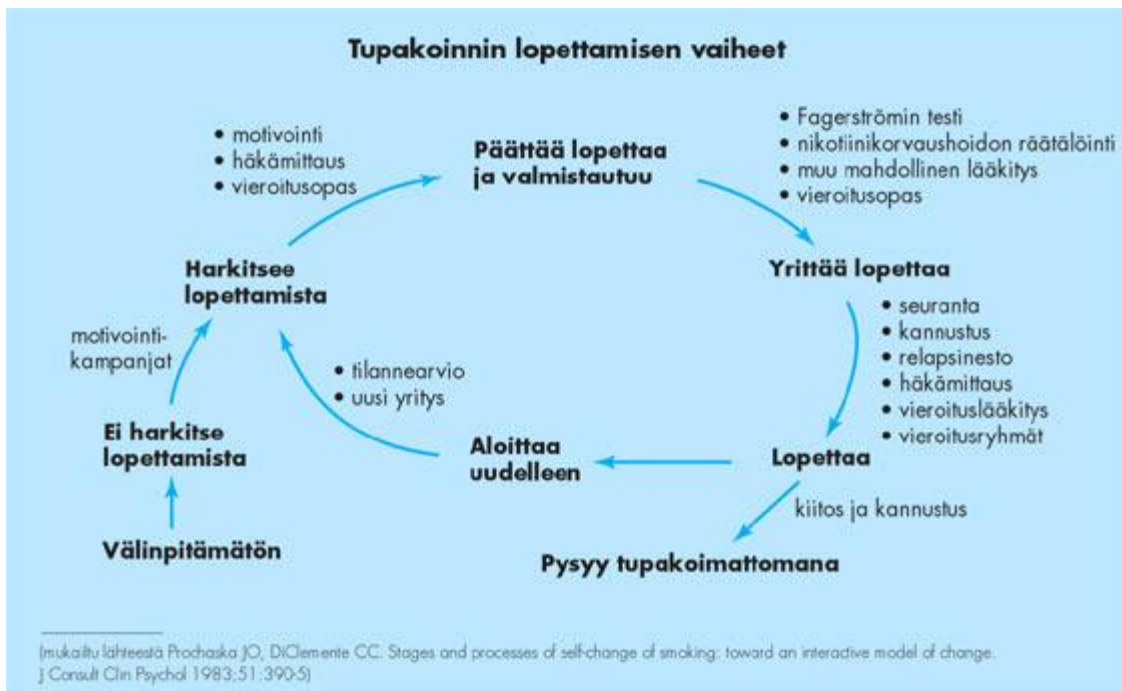 Tupakoinnin lopettamisen vaiheet
• motivointi
• häkämittaus
• vieroitusopas
Päättää lopettaa
ja valmistautuu
• Fagerströmin testi
• nikotiinikorvaushoidon räätälöinti
• muu mahdollinen lääkitys
• vieroitusopas
Harkitsee
lopettamista
Yrittää lopettaa
motivointi-
kampanjat
• tilannearvio
• uusi yritys
• seuranta
• kannustus
• relapsinesto
• häkämittaus
• vieroituslääkitys
• vieroitusryhmät
Ei harkitse
lopettamista
Aloittaa
uudelleen
Lopettaa
kiitos ja kannustus
Välinpitämätön
Pysyy tupakoimattomana
(mukailtu lähteestä Prochaska JO, DiClemente CC. Stages and processes of self-change of smoking: toward an interactive model of change.
J Consult Clin Psychol 1983;51:390-5)